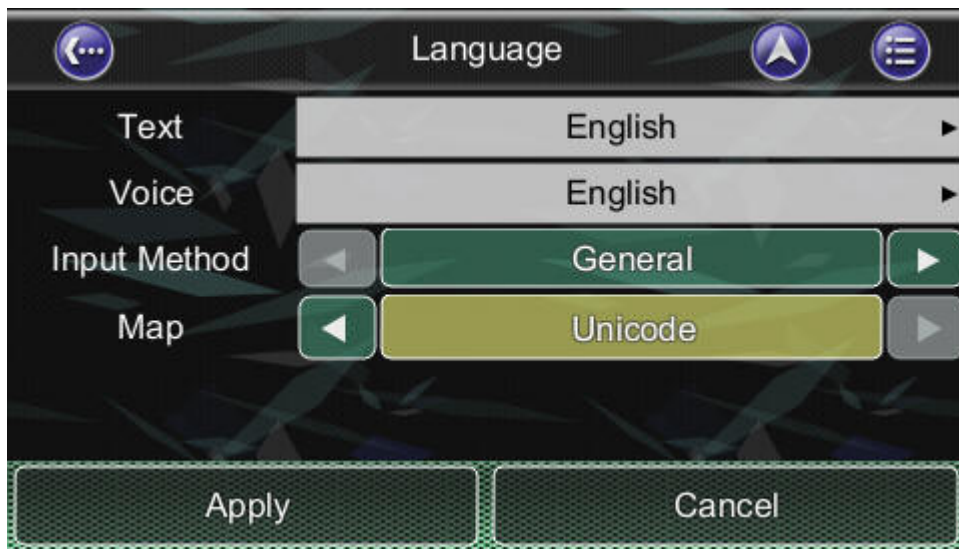 Language
Text English
Voice English
Input Method General
Map Unicode
Apply Cancel